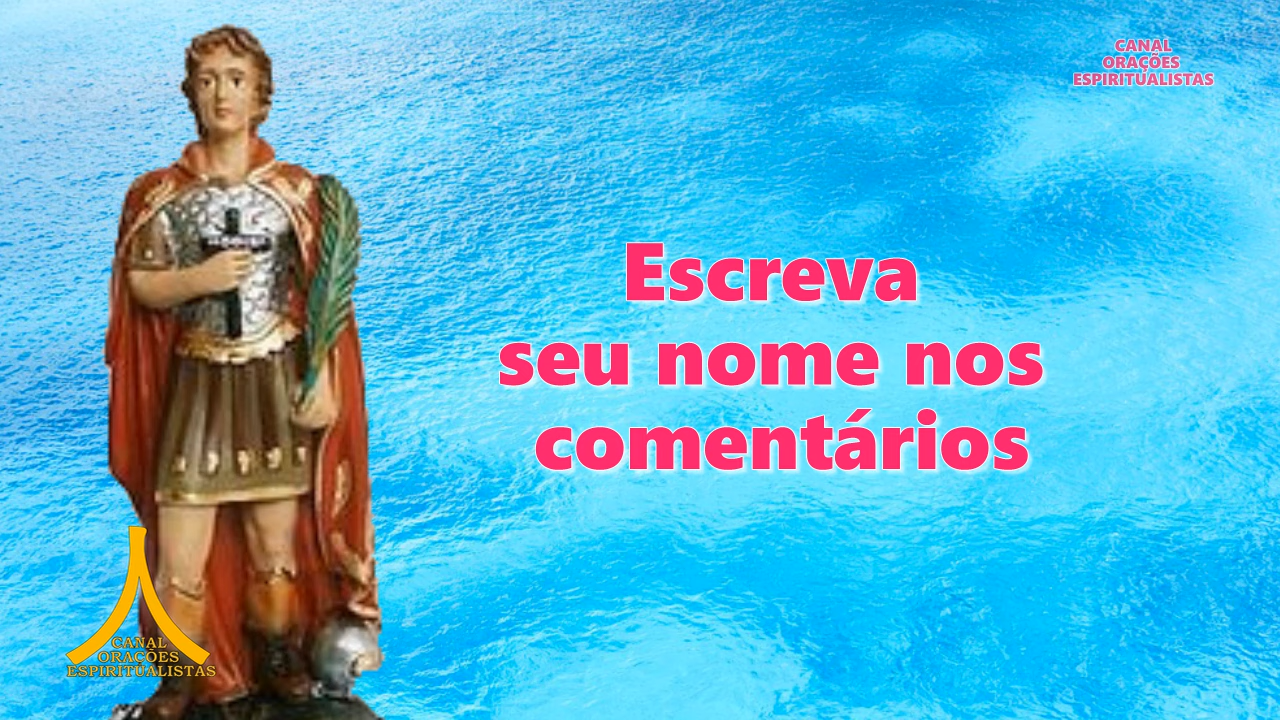 CANAL
ORAÇÕES
ESPIRITUALISTAS
Escreva
seu nome nos
comentários
CANAL
ORAÇÕES
ESPIRITUALISTAS